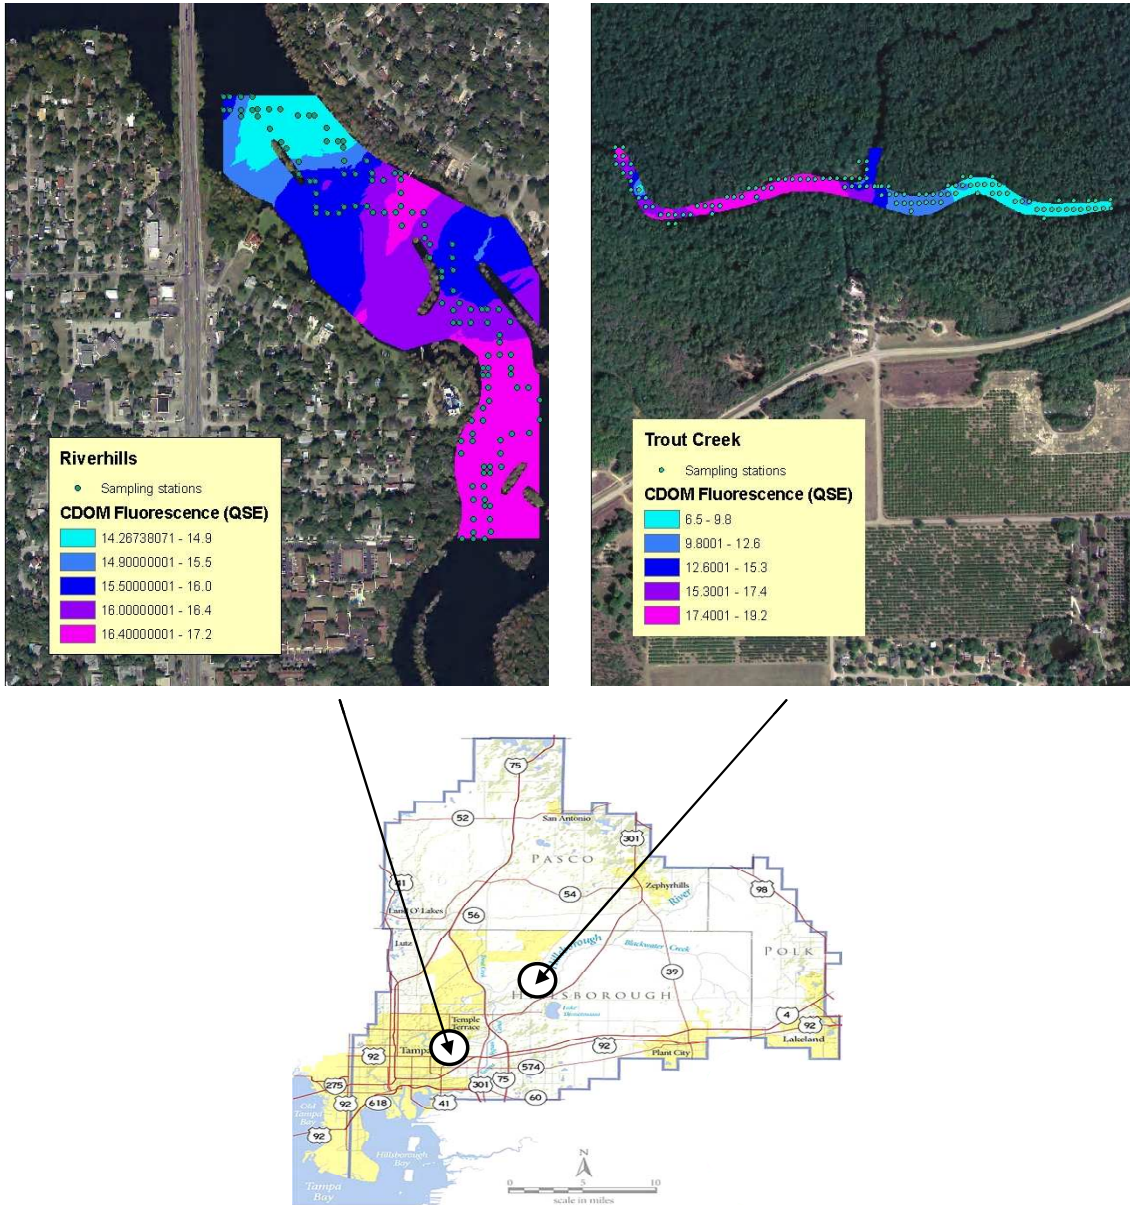 Riverhills
Sampling stations
CDOM Fluorescence (QSE)
14.26738071 - 14.9
14.90000001 - 15.5
15.50000001 - 16.0
16.00000001 - 16.4
16.40000001 - 17.2
Trout Creek
Sampling stations
CDOM Fluorescence (QSE)
6.5 - 9.8
9.8001 - 12.6
12.6001 - 15.3
15.3001 - 17.4
17.4001 - 19.2
75
52
San Antonio
301
PASCO
41
54
Zephyrhills
98
River
Land O' Lakes
56
Lutz
Hillsborough
Blackwater Creek
POLK
39
HILLSBOROUGH
Lake
4
Temple
Terrace
92
Lakeland
Tampa
92
92
Plant City
574
275
301
75
60
92
618
41
Old
Tampa
Bay
92
Hillsborough
Bay
N
Tampa
Bay
0 5 10
scale in miles